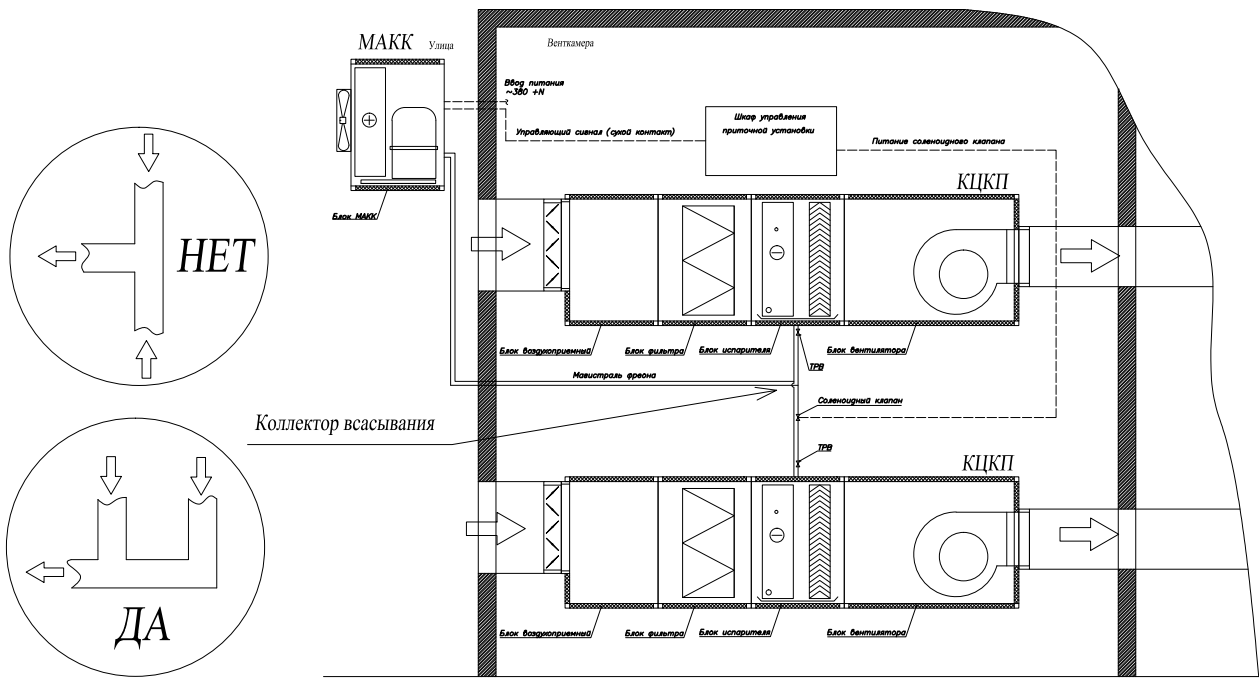 МАКК
Улица
Венткамера
Ввод питания
~380 +N
Шкаф управления
приточной установки
Управляющий сигнал (сухой контакт)
Питание соленоидного клапана
КЦКП
Блок МАКК
НЕТ
Блок воздухоприемный
Блок фильтра
Блок испарителя
Блок вентилятора
ТРВ
Магистраль фреона
Соленоидный клапан
Коллектор всасывания
ТРВ
КЦКП
ДА
Блок воздухоприемный
Блок фильтра
Блок испарителя
Блок вентилятора